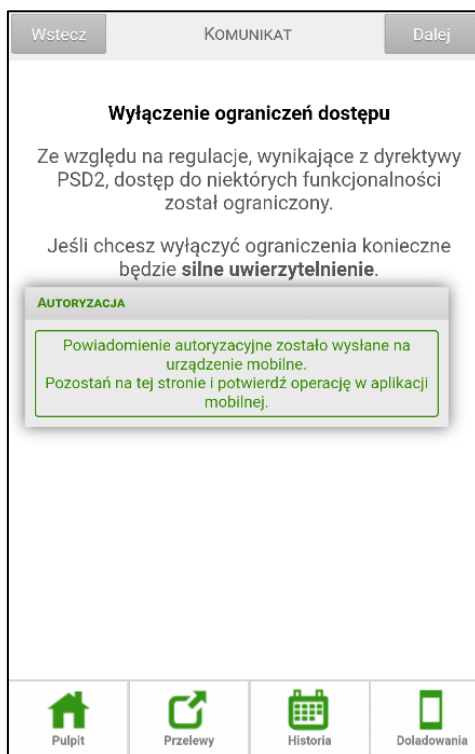 Wstecz
KOMUNIKAT
Dalej
Wyłączenie ograniczeń dostępu
Ze względu na regulacje, wynikające z dyrektywy
PSD2, dostęp do niektórych funkcjonalności
został ograniczony.
Jeśli chcesz wyłączyć ograniczenia konieczne
będzie silne uwierzytelnienie.
AUTORYZACJA
Powiadomienie autoryzacyjne zostało wysłane na
urządzenie mobilne.
Pozostań na tej stronie i potwierdź operację w aplikacji
mobilnej.
Pulpit
Przelewy
Historia
Doladowania